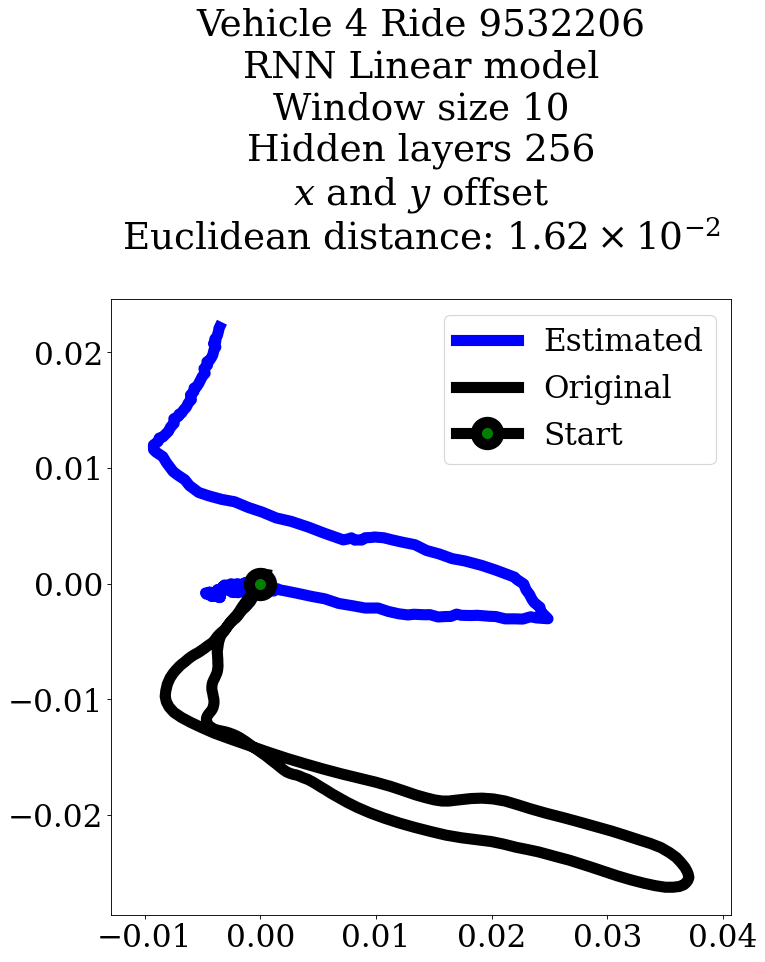 Vehicle 4 Ride 9532206
RNN Linear model
Window size 10
Hidden layers 256
x and y offset
Euclidean distance: 1.62 × 10⁻²
Estimated
Original
Start
0.02
0.01
0.00
−0.01
−0.02
−0.01 0.00 0.01 0.02 0.03 0.04